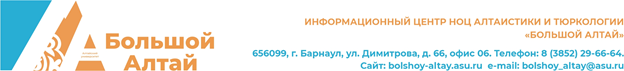 Большой
Алтай
ИНФОРМАЦИОННЫЙ ЦЕНТР НОЦ АЛТАИСТИКИ И ТЮРКОЛОГИИ
«БОЛЬШОЙ АЛТАЙ»
656099, г. Барнаул, ул. Димитрова, д. 66, офис 06. Телефон: 8 (3852) 29-66-64.
Сайт: bolshoy-altay.asu.ru e-mail: bolshoy_altay@asu.ru